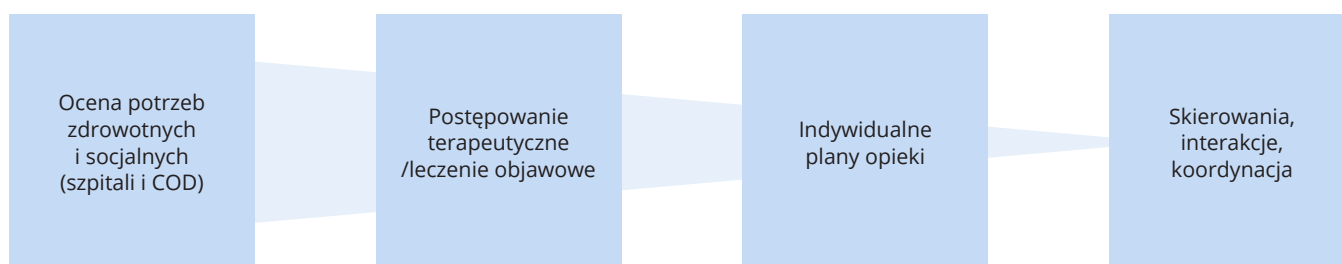 Ocena potrzeb
zdrowotnych
i socjalnych
(szpitali i COD)
Postępowanie
terapeutyczne
/leczenie objawowe
Indywidualne
plany opieki
Skierowania,
interakcje,
koordynacja